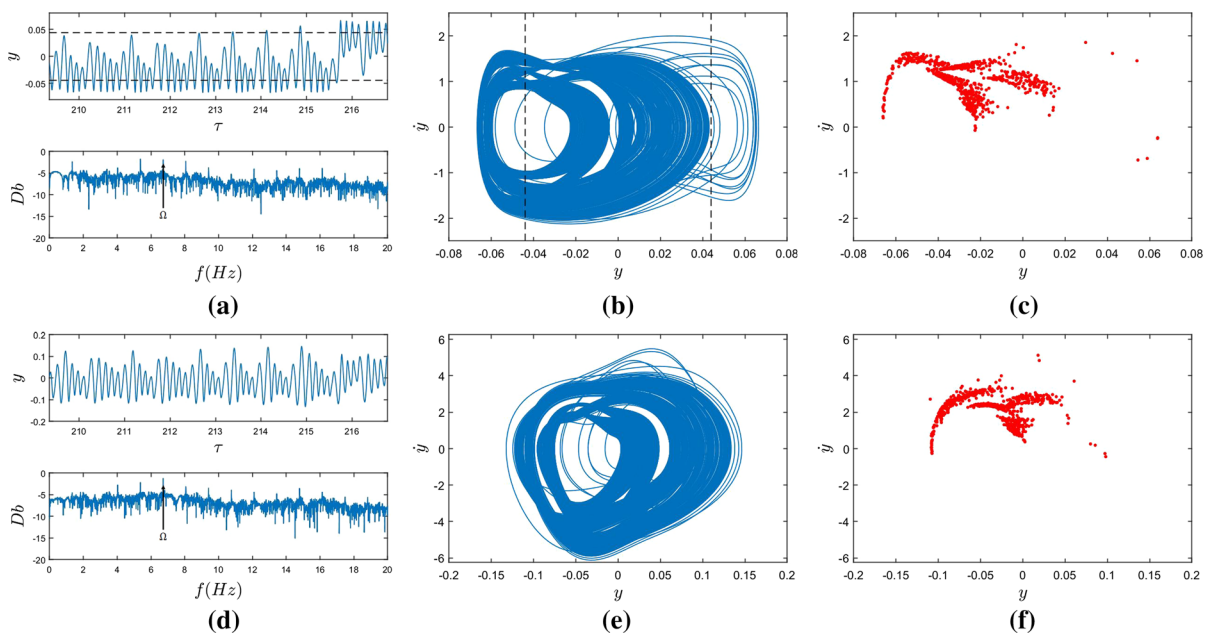 0.05
0
-0.05
y
210 211 212 213 214 215 216
τ
0
-5
-10
-15
-20
Db
Ω
0 2 4 6 8 10 12 14 16 18 20
f(Hz)
(a)
2
1
0
-1
-2
ẏ
-0.08 -0.06 -0.04 -0.02 0 0.02 0.04 0.06 0.08
y
(b)
2
1
0
-1
-2
ẏ
-0.08 -0.06 -0.04 -0.02 0 0.02 0.04 0.06 0.08
y
(c)
0.2
0.1
0
-0.1
-0.2
y
210 211 212 213 214 215 216
τ
0
-5
-10
-15
-20
Db
Ω
0 2 4 6 8 10 12 14 16 18 20
f(Hz)
(d)
6
4
2
0
-2
-4
-6
ẏ
-0.2 -0.15 -0.1 -0.05 0 0.05 0.1 0.15 0.2
y
(e)
6
4
2
0
-2
-4
-6
ẏ
-0.2 -0.15 -0.1 -0.05 0 0.05 0.1 0.15 0.2
y
(f)